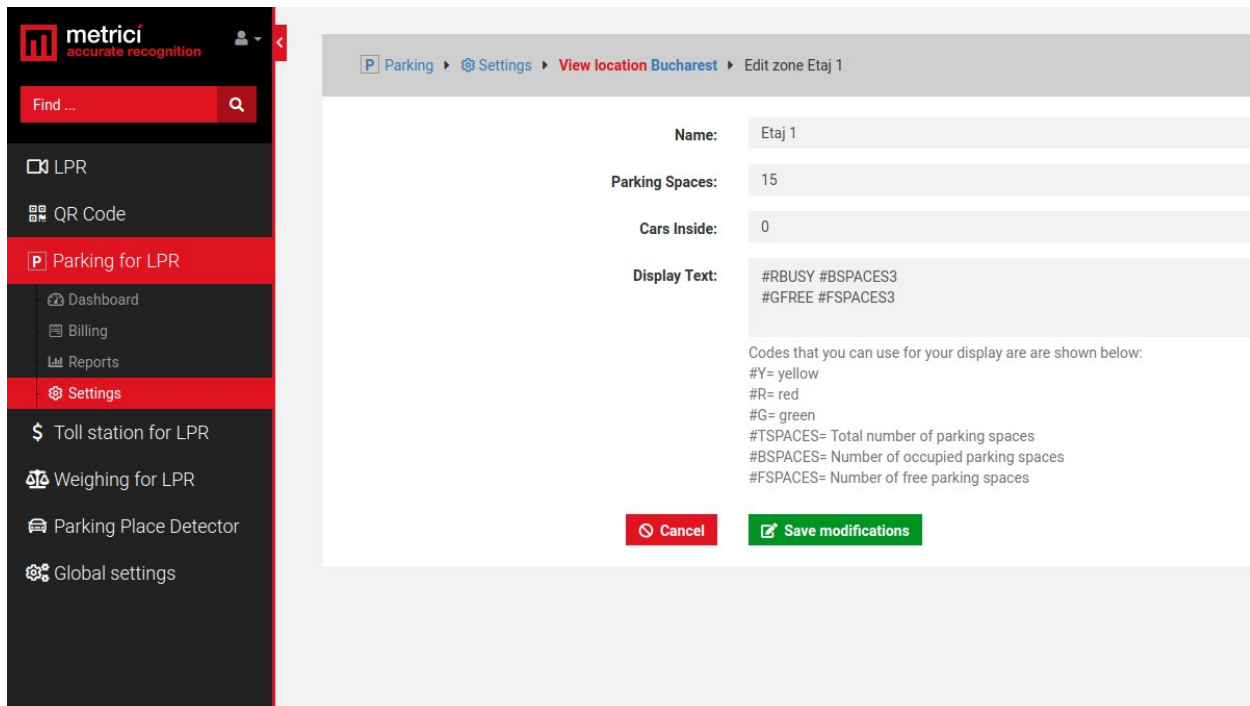 metrici
accurate recognition
Find ...
LPR
QR Code
P Parking for LPR
Dashboard
Billing
Reports
Settings
$ Toll station for LPR
Weighing for LPR
Parking Place Detector
Global settings
P Parking Settings View location Bucharest Edit zone Etaj 1
Name: Etaj 1
Parking Spaces: 15
Cars Inside: 0
Display Text: #RBUSY #BSPACES3
#GFREE #FSPACES3
Codes that you can use for your display are are shown below:
#Y= yellow
#R= red
#G= green
#TSPACES= Total number of parking spaces
#BSPACES= Number of occupied parking spaces
#FSPACES= Number of free parking spaces
Cancel Save modifications